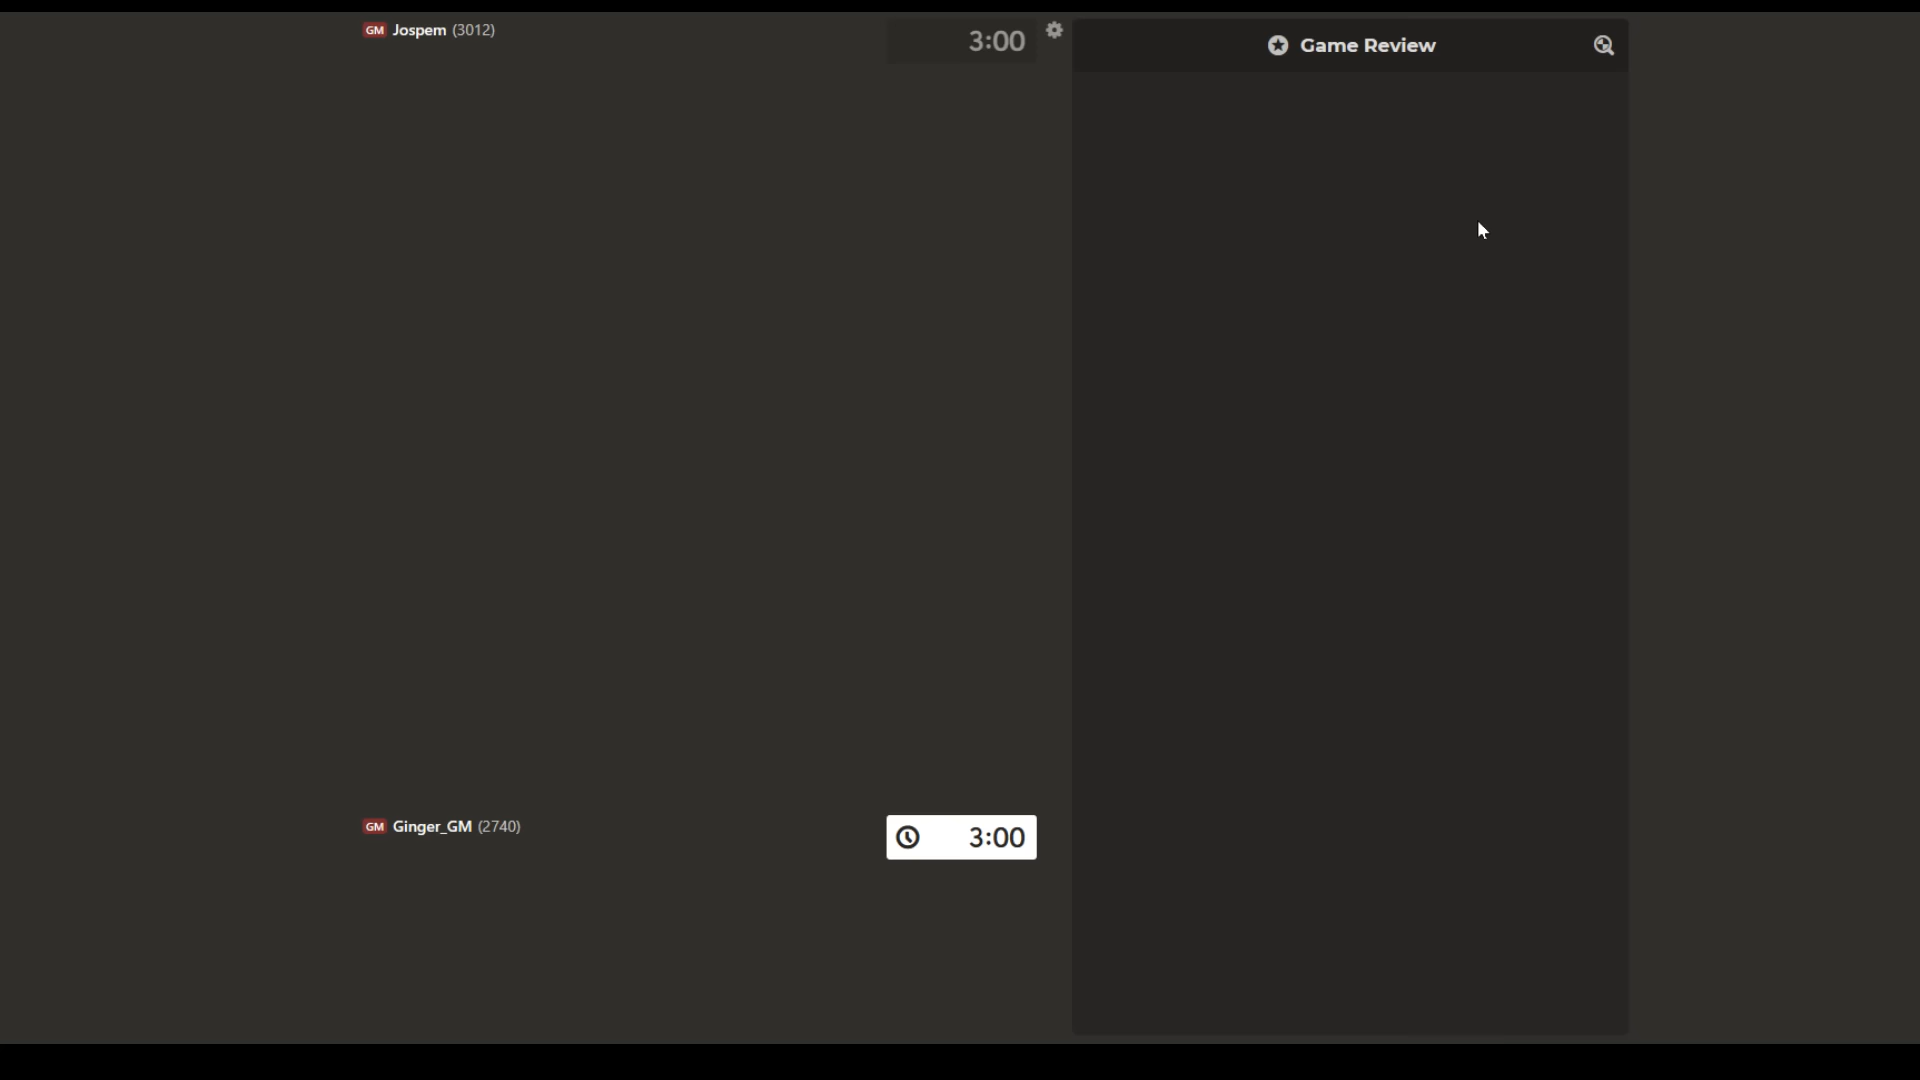 GM Jospem (3012)
3:00
Game Review
GM Ginger_GM (2740)
3:00